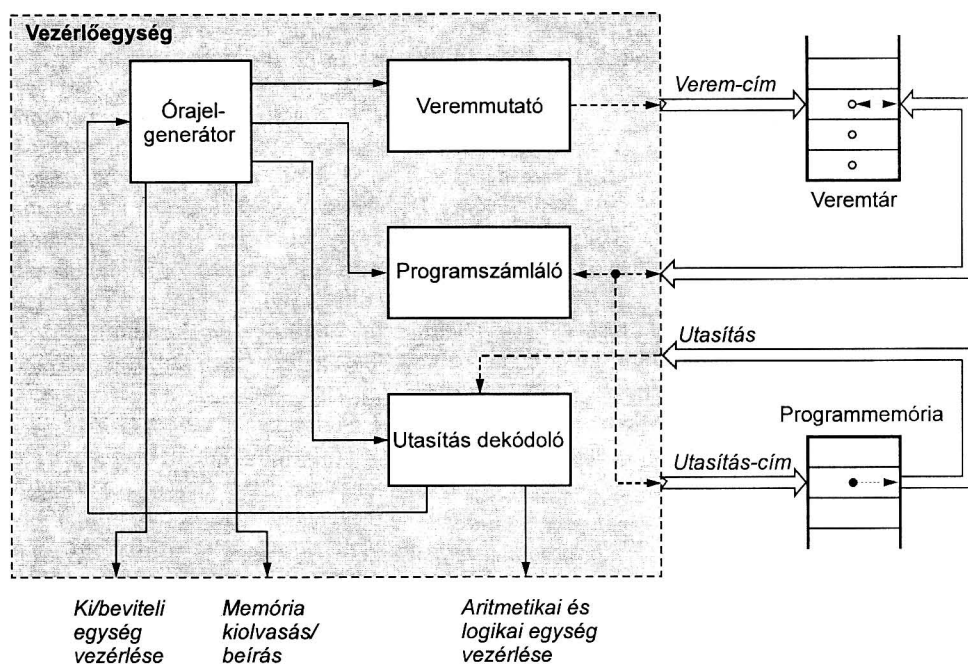 Vezérlőegység
Órajel-
generátor
Veremmutató
Verem-cím
Veremtár
Programszámláló
Utasítás
Programmemória
Utasítás dekódoló
Utasítás-cím
Ki/beviteli
egység
vezérlése
Memória
kiolvasás/
beírás
Aritmetikai és
logikai egység
vezérlése